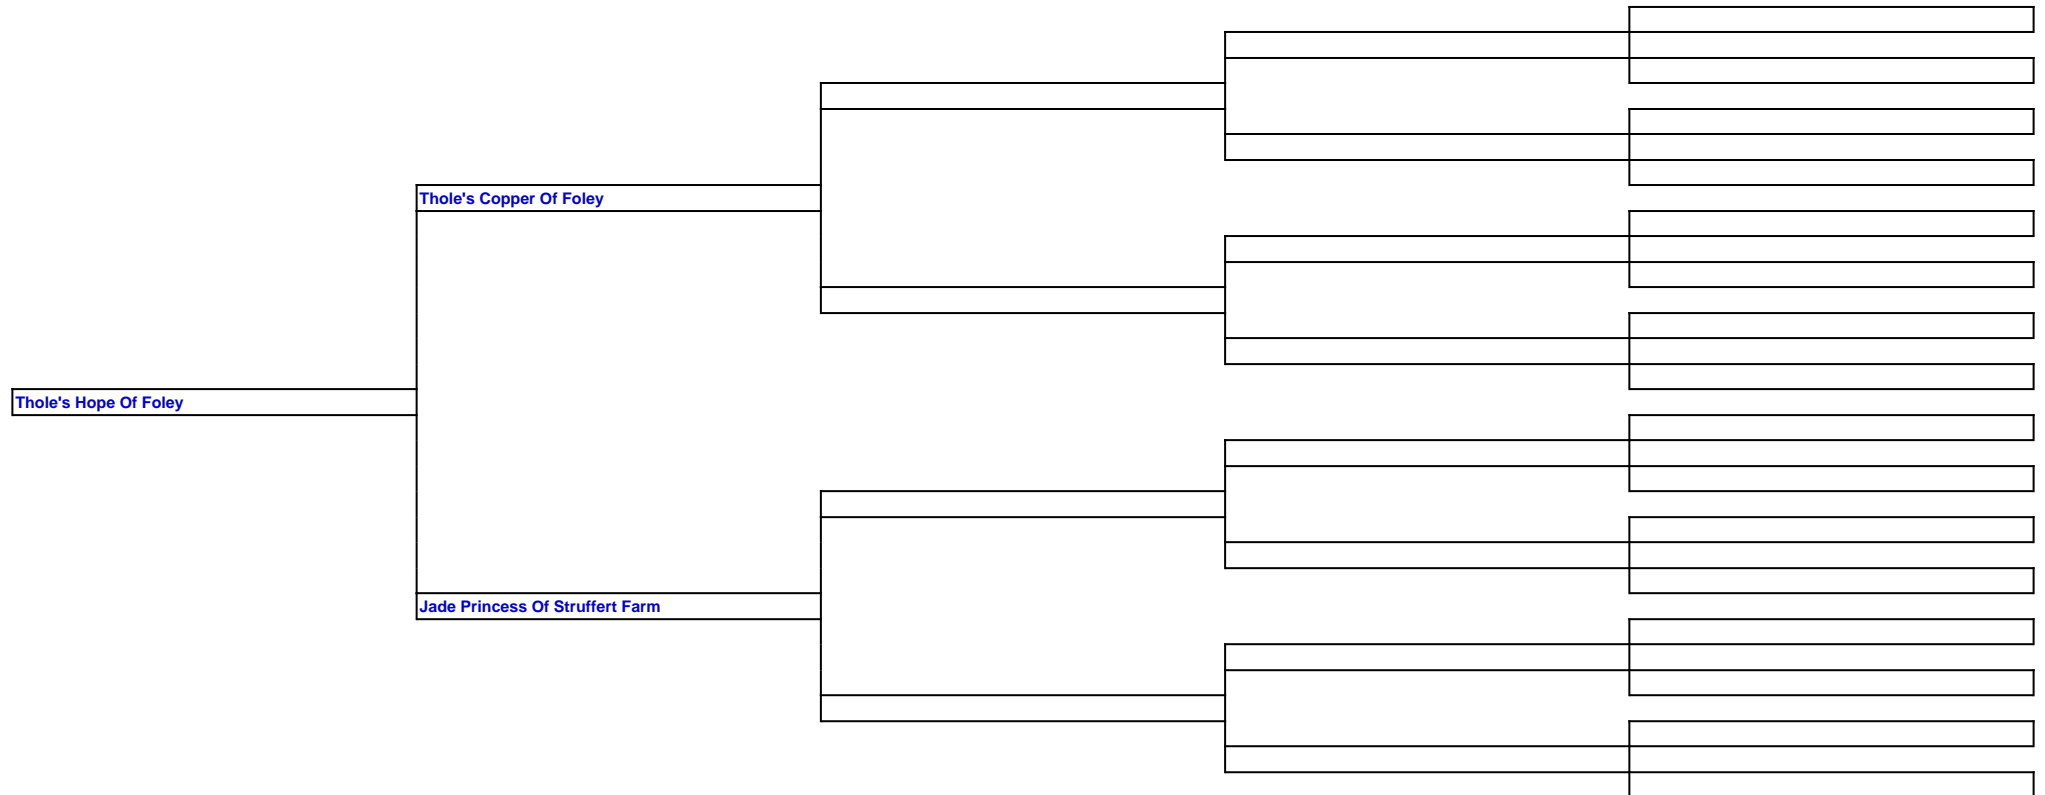 Thole's Copper Of Foley
Thole's Hope Of Foley
Jade Princess Of Struffert Farm